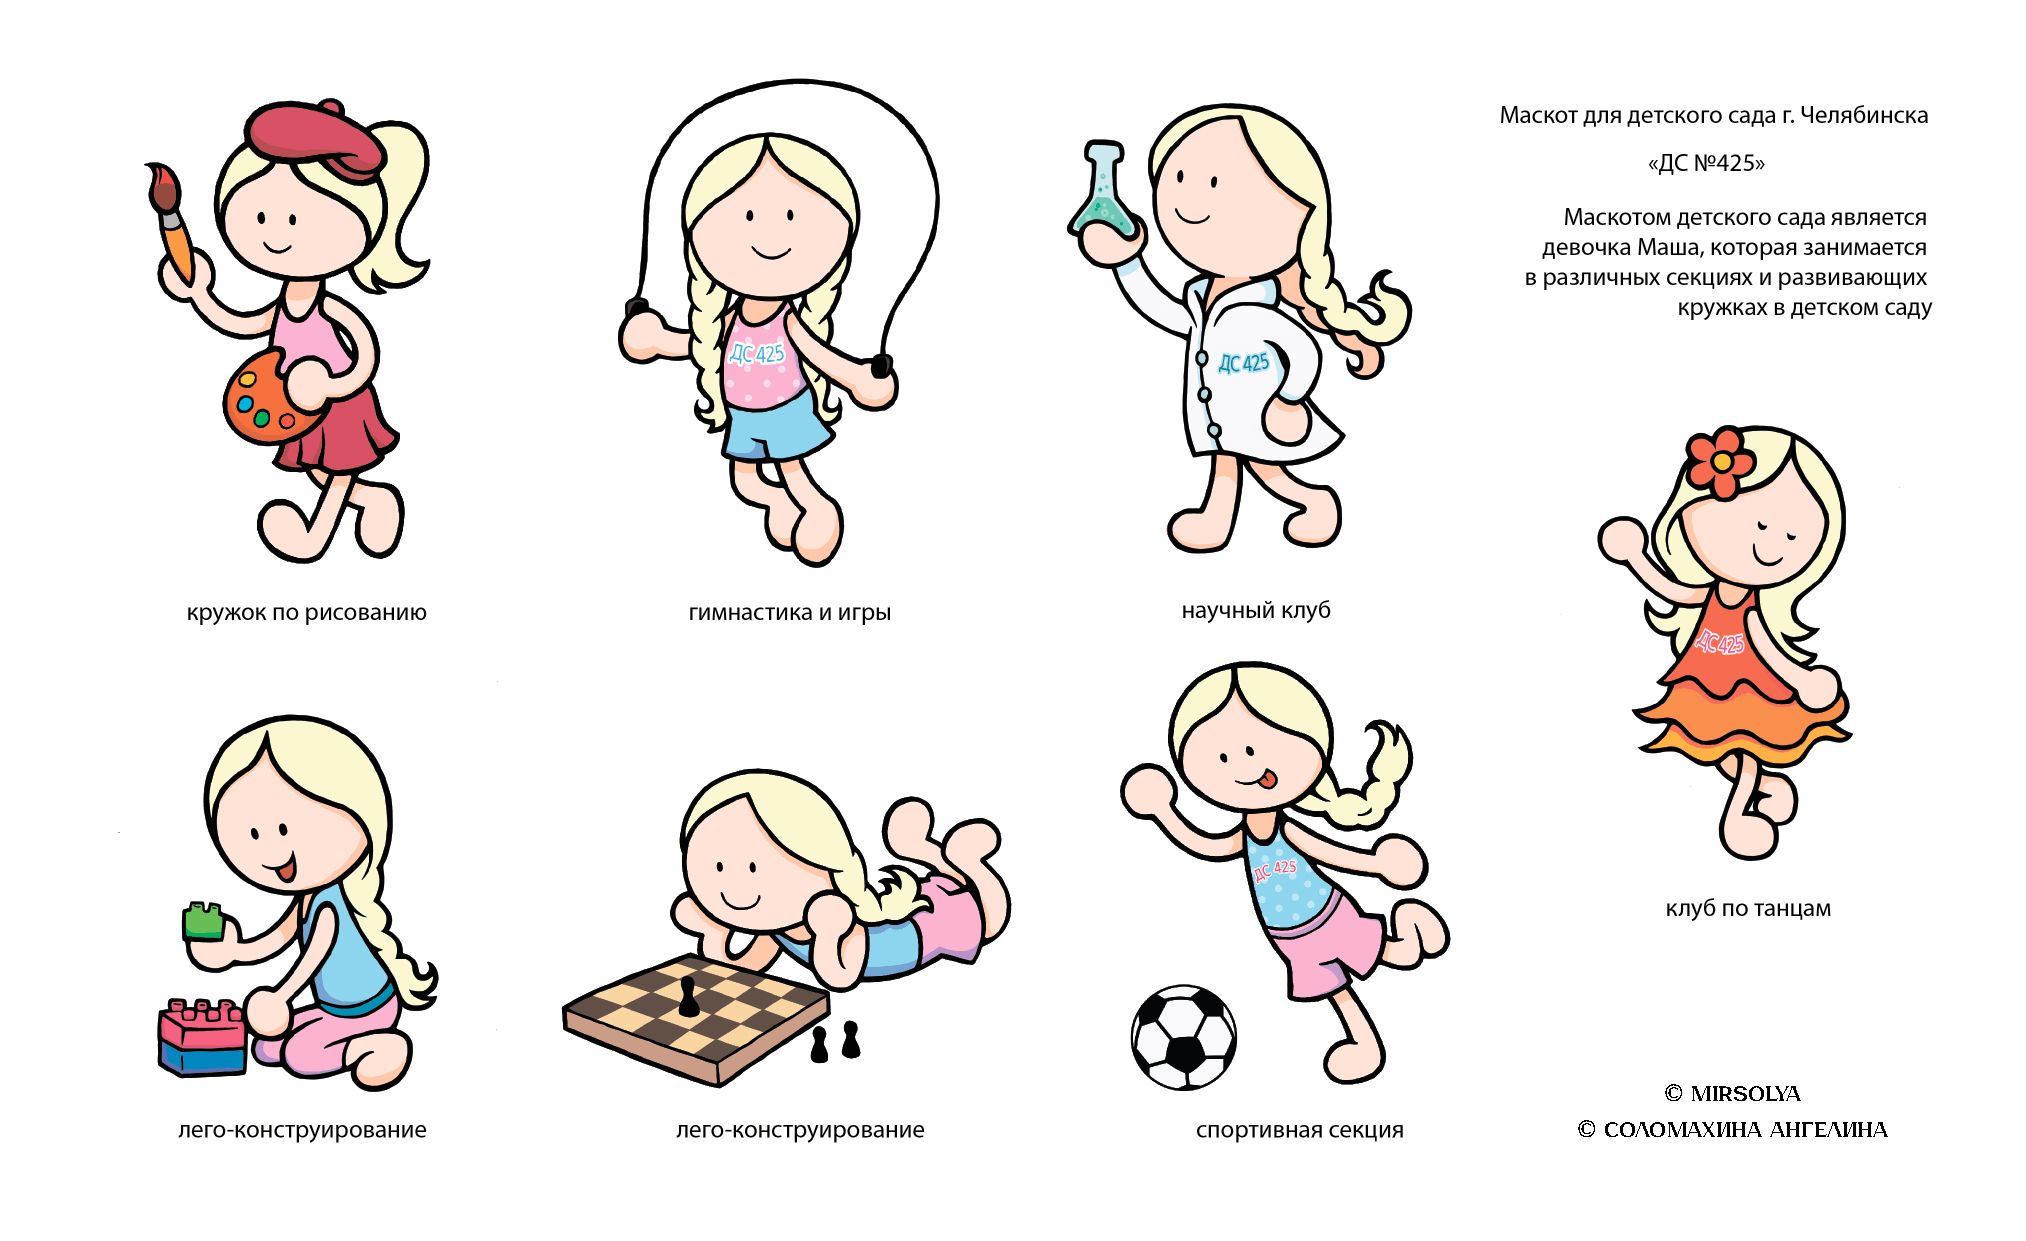 Маскот для детского сада г. Челябинска
«ДС №425»
Маскотом детского сада является
девочка Маша, которая занимается
в различных секциях и развивающих
кружках в детском саду
ДС 425
ДС 425
кружок по рисованию
гимнастика и игры
научный клуб
ДС 425
клуб по танцам
ДС 425
лего-конструирование
лего-конструирование
спортивная секция
© MIRSOLYA
© СОЛОМАХИНА АНГЕЛИНА